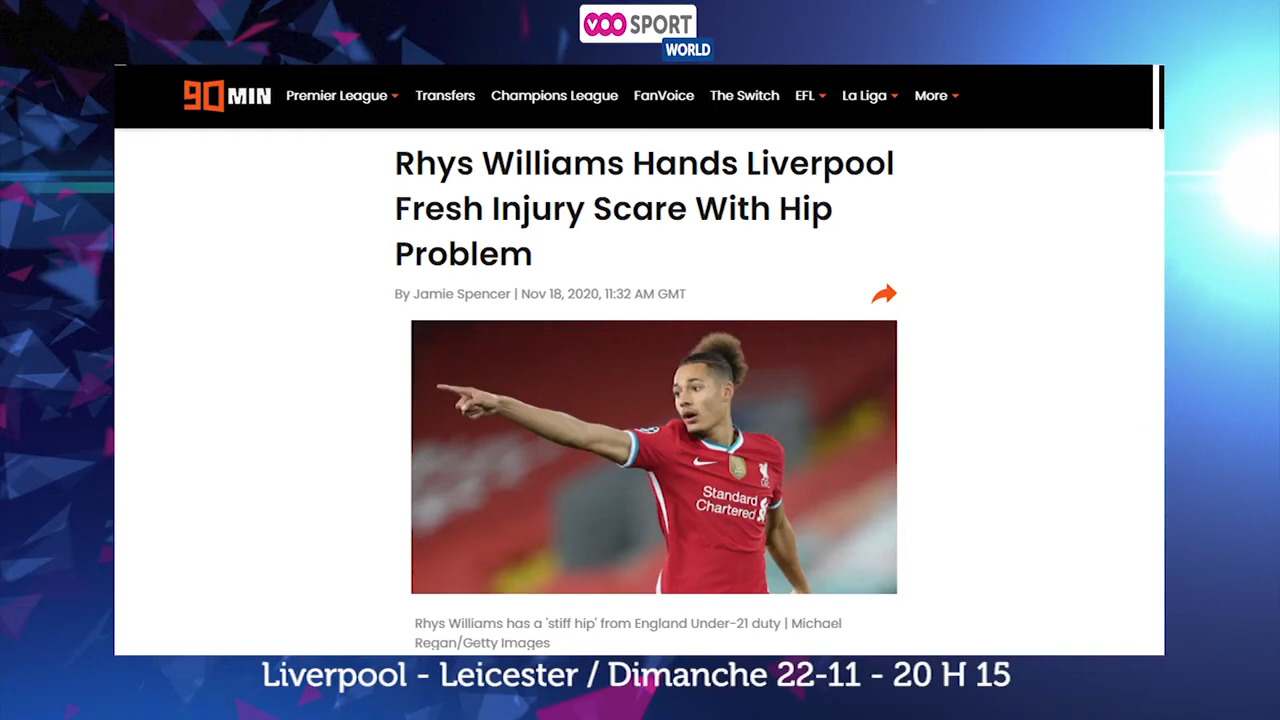 VOO SPORT
WORLD
90MIN Premier League Transfers Champions League FanVoice The Switch EFL La Liga More
Rhys Williams Hands Liverpool
Fresh Injury Scare With Hip
Problem
By Jamie Spencer | Nov 18, 2020, 11:32 AM GMT
Standard
Chartered
Rhys Williams has a 'stiff hip' from England Under-21 duty | Michael
Regan/Getty Images
Liverpool - Leicester / Dimanche 22-11 - 20 H 15